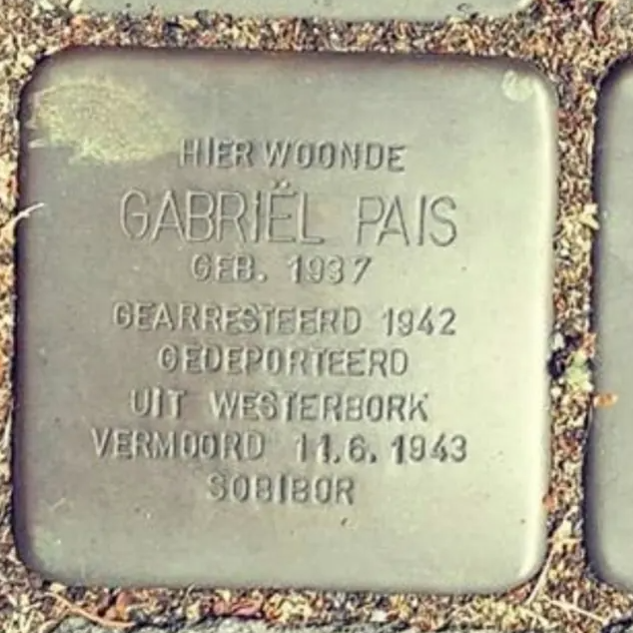 HIER WOONDE
GABRIËL PAIS
GEB. 1937
GEARRESTEERD 1942
GEDEPORTEERD
UIT WESTERBORK
VERMOORD 11.6.1943
SOBIBOR